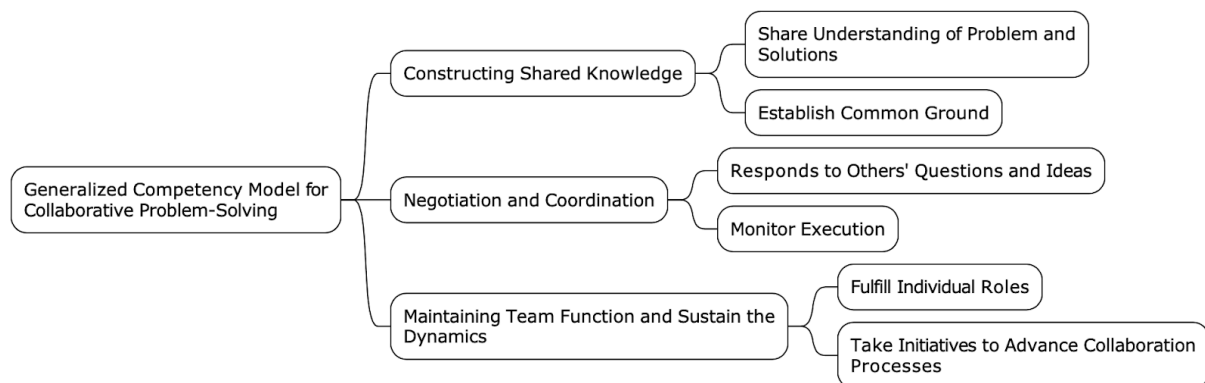 Generalized Competency Model for
Collaborative Problem-Solving
Constructing Shared Knowledge
Share Understanding of Problem and
Solutions
Establish Common Ground
Negotiation and Coordination
Responds to Others' Questions and Ideas
Monitor Execution
Maintaining Team Function and Sustain the
Dynamics
Fulfill Individual Roles
Take Initiatives to Advance Collaboration
Processes